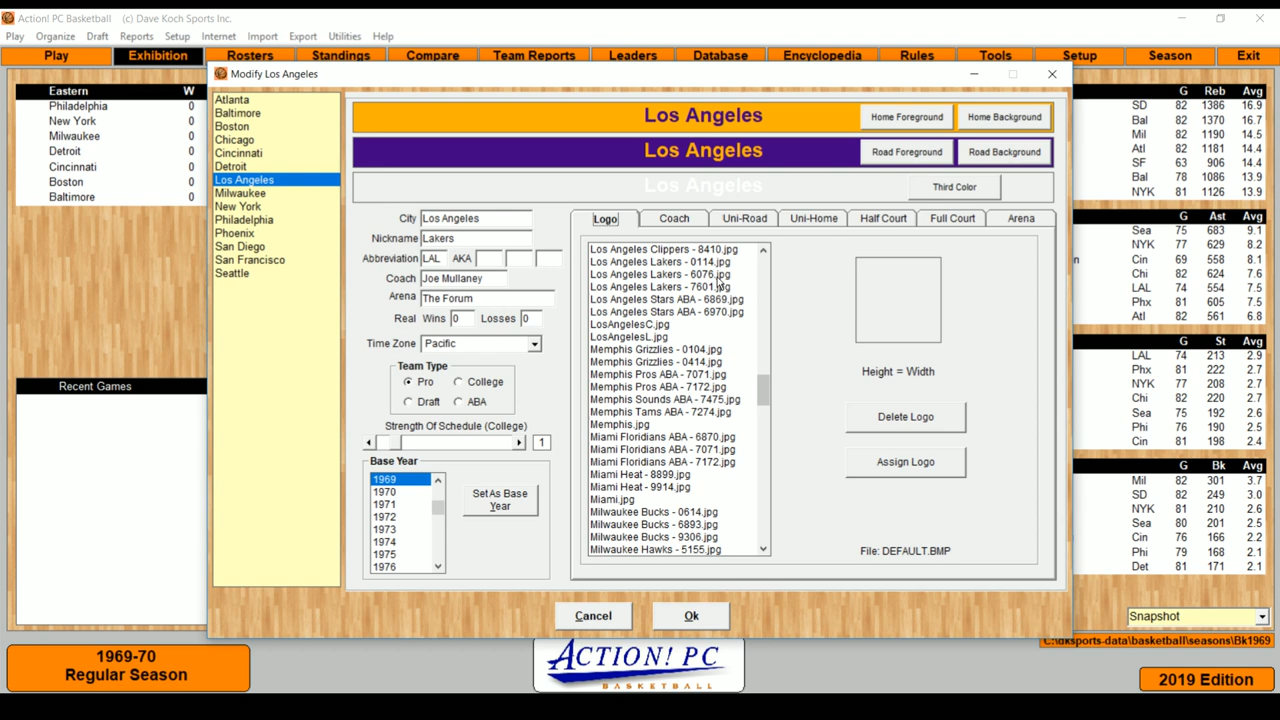 Action! PC Basketball (c) Dave Koch Sports Inc.
Play Organize Draft Reports Setup Internet Import Export Utilities Help
Play Exhibition Rosters Standings Compare Team Reports Leaders Database Encyclopedia Rules Tools Setup Season Exit
Eastern W
Philadelphia 0
New York 0
Milwaukee 0
Detroit 0
Cincinnati 0
Boston 0
Baltimore 0
Recent Games
1969-70
Regular Season
Modify Los Angeles
Atlanta
Baltimore
Boston
Chicago
Cincinnati
Detroit
Los Angeles
Milwaukee
New York
Philadelphia
Phoenix
San Diego
San Francisco
Seattle
Los Angeles Home Foreground Home Background
Los Angeles Road Foreground Road Background
Los Angeles Third Color
City Los Angeles
Nickname Lakers
Abbreviation LAL AKA
Coach Joe Mullaney
Arena The Forum
Real Wins 0 Losses 0
Time Zone Pacific
Team Type
Pro College
Draft ABA
Strength Of Schedule (College)
1
Base Year
1969
1970
1971
1972
1973
1974
1975
1976
Set As Base
Year
Logo Coach Uni-Road Uni-Home Half Court Full Court Arena
Los Angeles Clippers - 8410.jpg
Los Angeles Lakers - 0114.jpg
Los Angeles Lakers - 6076.jpg
Los Angeles Lakers - 7601.jpg
Los Angeles Stars ABA - 6869.jpg
Los Angeles Stars ABA - 6970.jpg
LosAngelesC.jpg
LosAngelesL.jpg
Memphis Grizzlies - 0104.jpg
Memphis Grizzlies - 0414.jpg
Memphis Pros ABA - 7071.jpg
Memphis Pros ABA - 7172.jpg
Memphis Sounds ABA - 7475.jpg
Memphis Tams ABA - 7274.jpg
Memphis.jpg
Miami Floridians ABA - 6870.jpg
Miami Floridians ABA - 7071.jpg
Miami Floridians ABA - 7172.jpg
Miami Heat - 8899.jpg
Miami Heat - 9914.jpg
Miami.jpg
Milwaukee Bucks - 0614.jpg
Milwaukee Bucks - 6893.jpg
Milwaukee Bucks - 9306.jpg
Milwaukee Hawks - 5155.jpg
Height = Width
Delete Logo
Assign Logo
File: DEFAULT.BMP
Cancel Ok
G Reb Avg
SD 82 1386 16.9
Bal 82 1370 16.7
Mil 82 1190 14.5
Atl 82 1181 14.4
SF 63 906 14.4
Bal 78 1086 13.9
NYK 81 1126 13.9
G Ast Avg
Sea 75 683 9.1
NYK 77 629 8.2
Cin 69 558 8.1
Chi 82 624 7.6
LAL 74 554 7.5
Phx 81 605 7.5
Atl 82 561 6.8
G St Avg
LAL 74 213 2.9
Phx 81 222 2.7
NYK 77 208 2.7
Chi 82 220 2.7
Sea 75 192 2.6
Phi 76 190 2.5
Cin 81 198 2.4
G Bk Avg
Mil 82 301 3.7
SD 82 249 3.0
NYK 81 210 2.6
Sea 80 201 2.5
Cin 76 166 2.2
Phi 79 168 2.1
Det 81 171 2.1
Snapshot
C:\dksports-data\basketball\seasons\Bk1969
ACTION! PC
BASKETBALL
2019 Edition